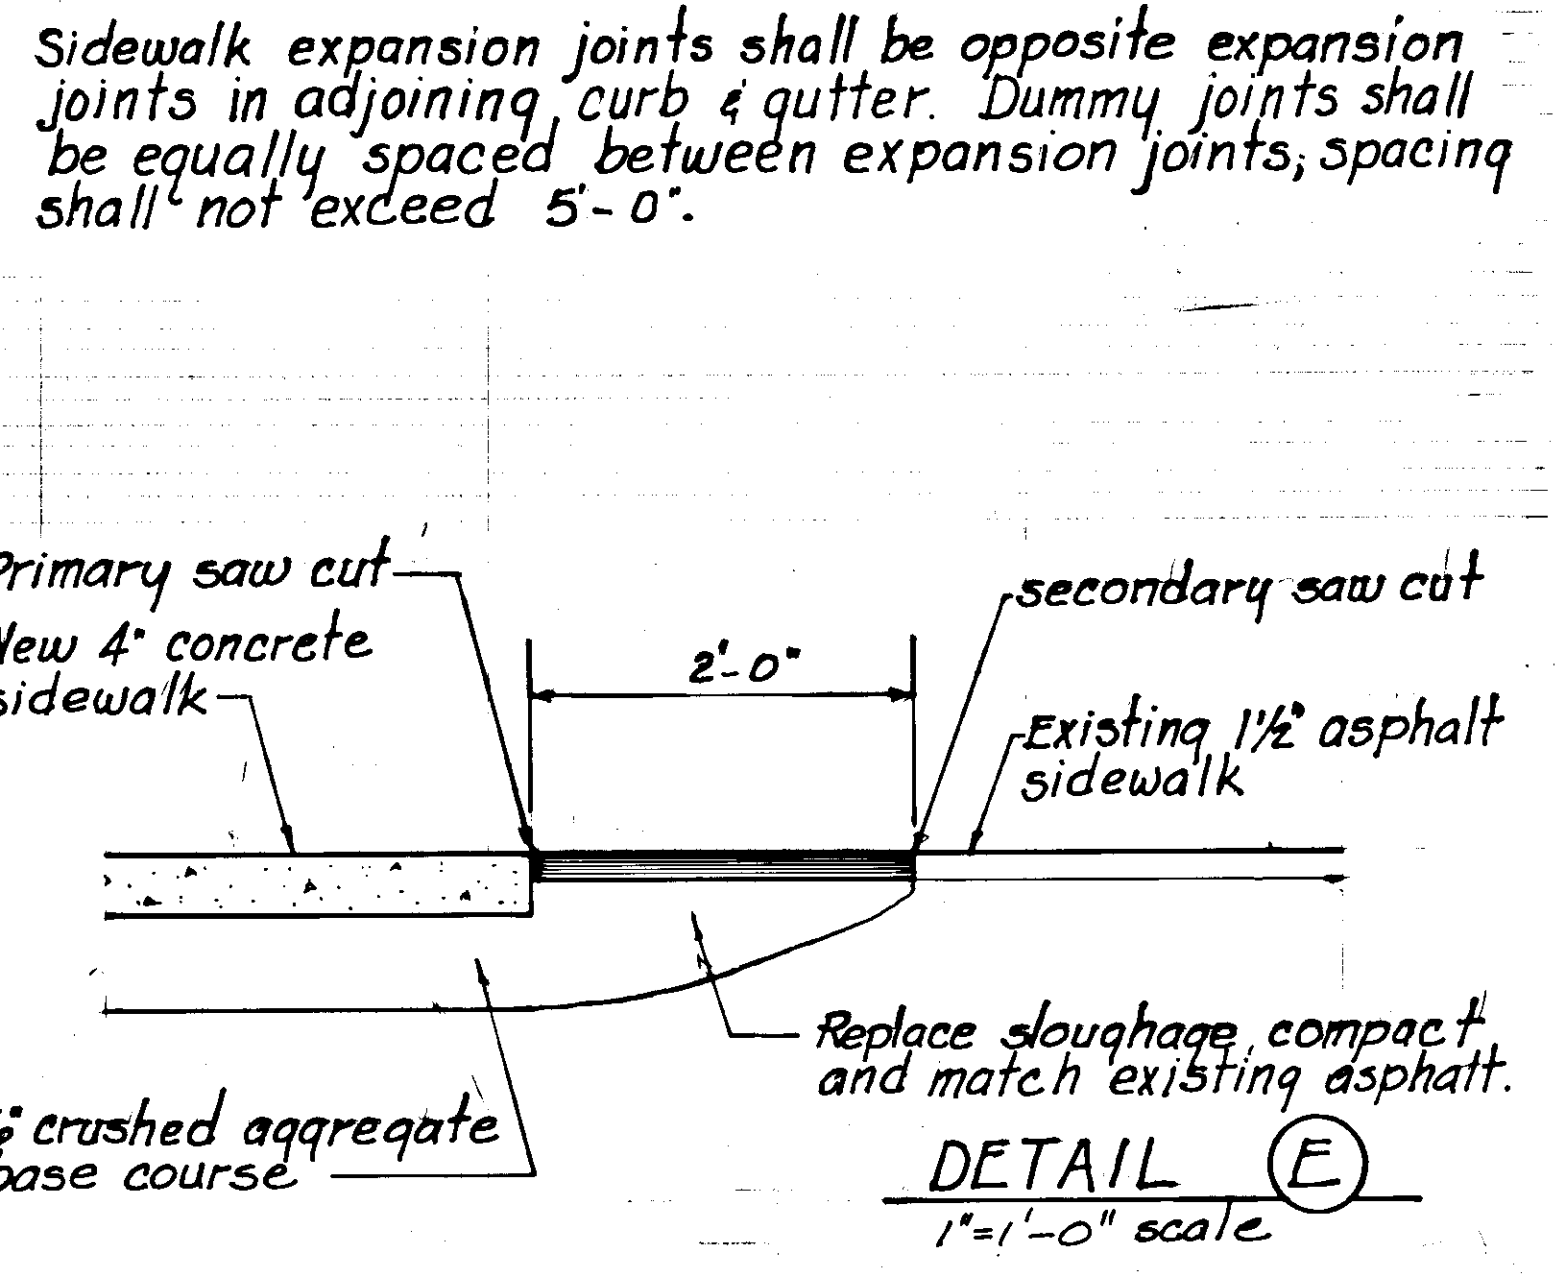 Sidewalk expansion joints shall be opposite expansion
joints in adjoining curb & gutter. Dummy joints shall
be equally spaced between expansion joints; spacing
shall not exceed 5'-0".
Primary saw cut
secondary saw cut
New 4" concrete
sidewalk
2'-0"
Existing 1½" asphalt
sidewalk
Replace sloughage, compact
and match existing asphalt.
crushed aggregate
base course
DETAIL E
1"=1'-0" scale